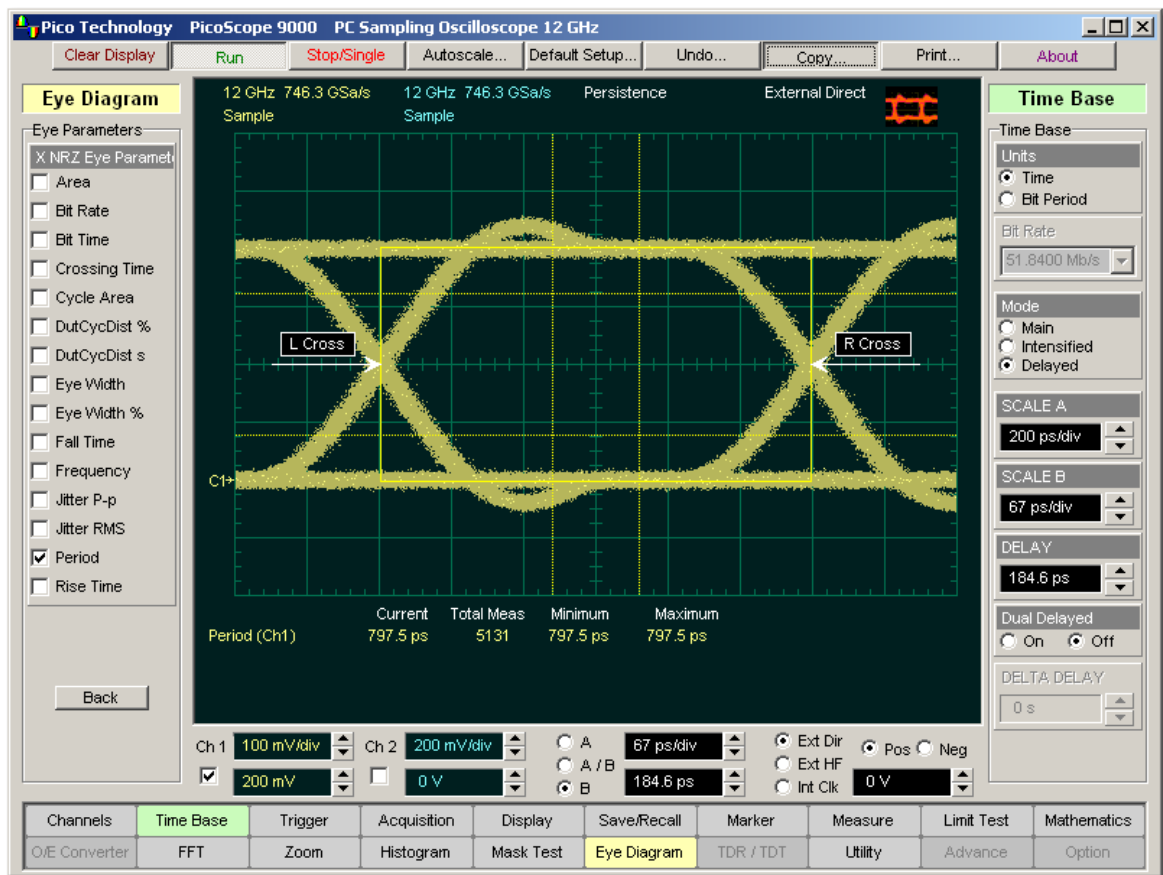 Pico Technology PicoScope 9000 PC Sampling Oscilloscope 12 GHz
Clear Display Run Stop/Single Autoscale... Default Setup... Undo... Copy... Print... About
Eye Diagram
Eye Parameters
X NRZ Eye Paramet
Area
Bit Rate
Bit Time
Crossing Time
Cycle Area
DutCycDist %
DutCycDist s
Eye Width
Eye Width %
Fall Time
Frequency
Jitter P-p
Jitter RMS
Period
Rise Time
Back
12 GHz 746.3 GSa/s 12 GHz 746.3 GSa/s Persistence External Direct
Sample Sample
L Cross R Cross
C1
Current Total Meas Minimum Maximum
Period (Ch1) 797.5 ps 5131 797.5 ps 797.5 ps
Time Base
Time Base
Units
Time
Bit Period
Bit Rate
51.8400 Mb/s
Mode
Main
Intensified
Delayed
SCALE A
200 ps/div
SCALE B
67 ps/div
DELAY
184.6 ps
Dual Delayed
On Off
DELTA DELAY
0 s
Ch 1 100 mV/div Ch 2 200 mV/div A 67 ps/div Ext Dir Pos Neg
A / B Ext HF
200 mV 0 V B 184.6 ps Int Clk 0 V
Channels Time Base Trigger Acquisition Display Save/Recall Marker Measure Limit Test Mathematics
O/E Converter FFT Zoom Histogram Mask Test Eye Diagram TDR / TDT Utility Advance Option